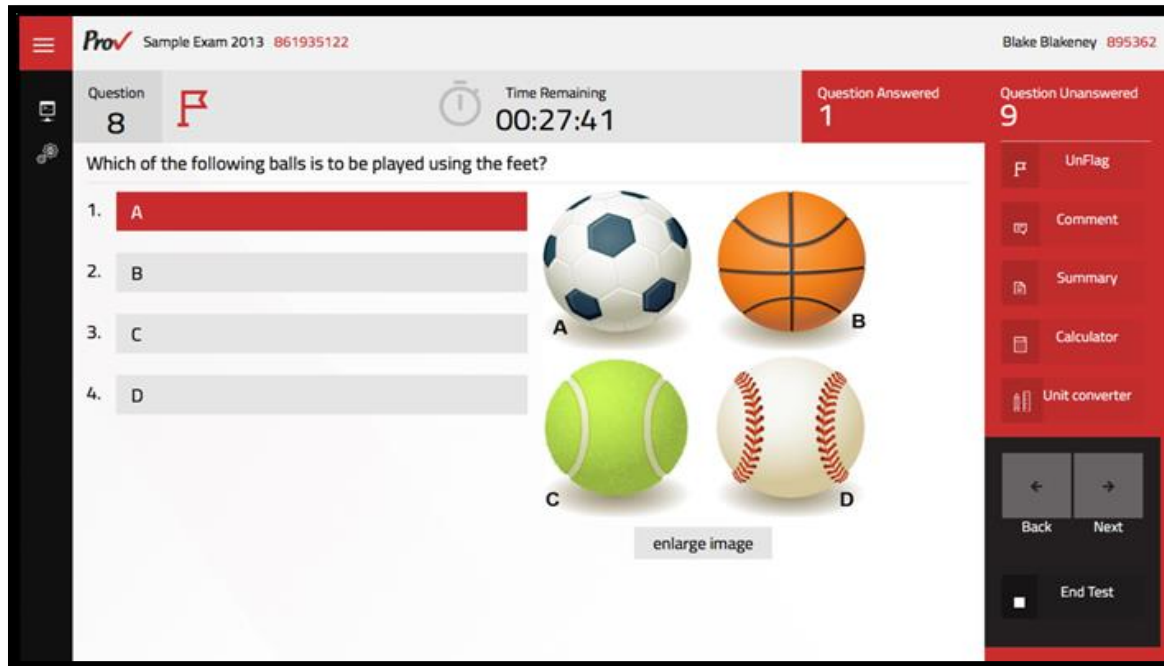 Prov Sample Exam 2013 861935122 Blake Blakeney 895362
Question
8
Time Remaining
00:27:41
Question Answered
1
Question Unanswered
9
Which of the following balls is to be played using the feet?
1. A
2. B
3. C
4. D
A
B
C
D
enlarge image
UnFlag
Comment
Summary
Calculator
Unit converter
Back
Next
End Test